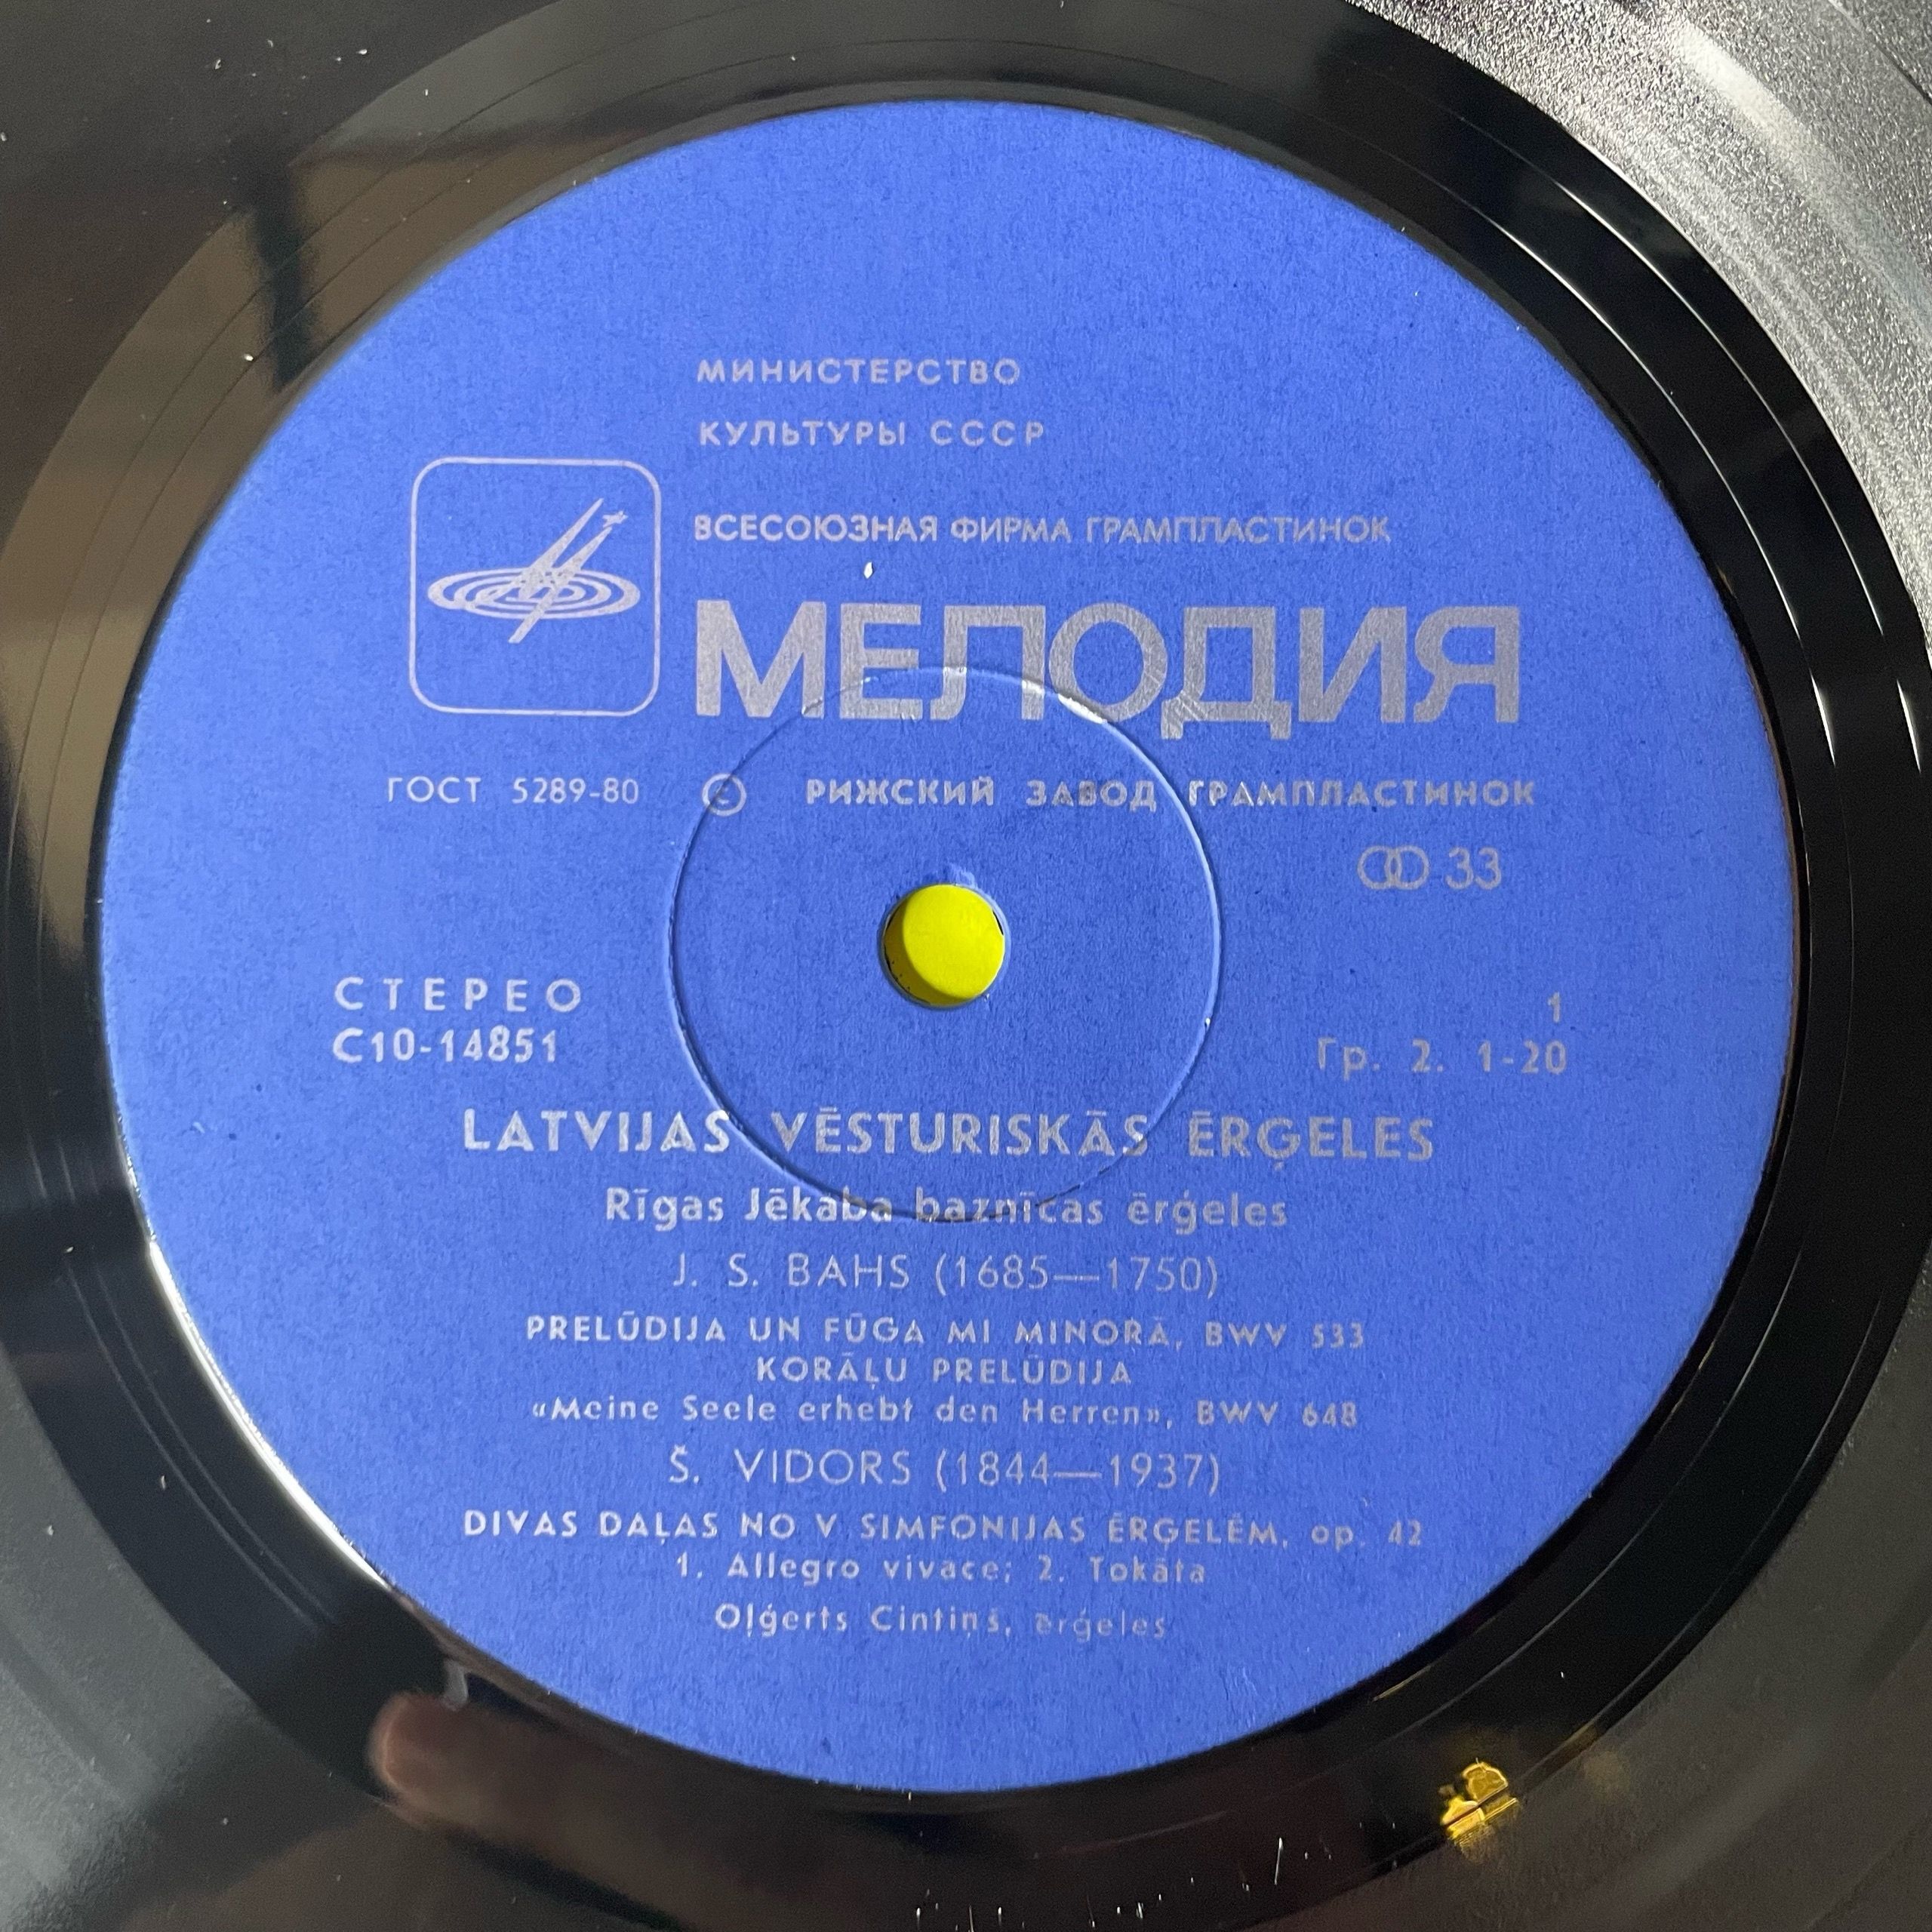 МИНИСТЕРСТВО
КУЛЬТУРЫ СССР
ВСЕСОЮЗНАЯ ФИРМА ГРАМПЛАСТИНОК
МЕЛОДИЯ
ГОСТ 5289-80 © РИЖСКИЙ ЗАВОД ГРАМПЛАСТИНОК
33
СТЕРЕО 1
С10-14851 Гр. 2. 1-20
LATVIJAS VĒSTURISKĀS ĒRĢELES
Rīgas Jēkaba baznīcas ērģeles
J. S. BAHS (1685—1750)
PRELŪDIJA UN FŪGA MI MINORĀ, BWV 533
KORĀĻU PRELŪDIJA
«Meine Seele erhebt den Herren», BWV 648
Š. VIDORS (1844—1937)
DIVAS DAĻAS NO V SIMFONIJAS ĒRĢELĒM, op. 42
1. Allegro vivace; 2. Tokāta
Oļģerts Cintiņš, ērģeles